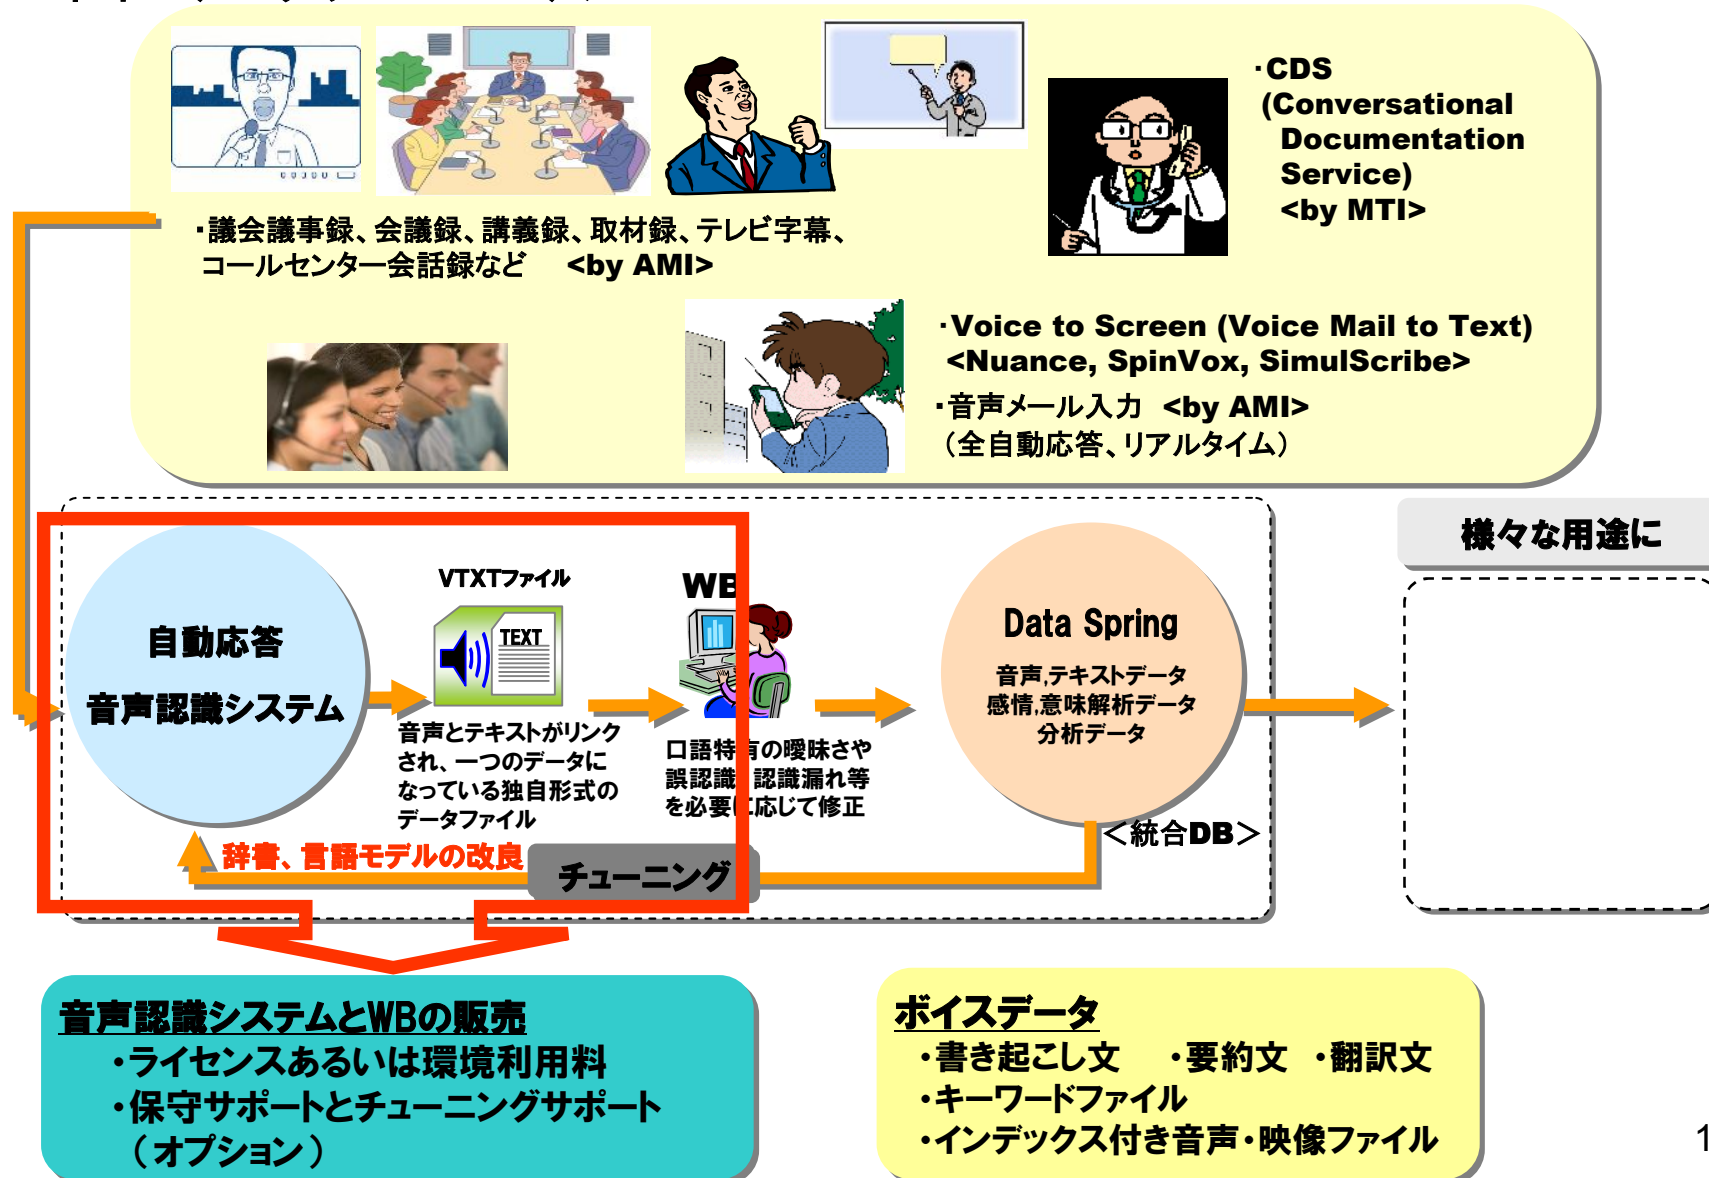 ・CDS
(Conversational
Documentation
Service)
<by MTI>
・議会議事録、会議録、講義録、取材録、テレビ字幕、
コールセンター会話録など <by AMI>
・Voice to Screen (Voice Mail to Text)
<Nuance, SpinVox, SimulScribe>
・音声メール入力 <by AMI>
（全自動応答、リアルタイム）
様々な用途に
自動応答
音声認識システム
VTXTファイル
TEXT
音声とテキストがリンク
され、一つのデータに
なっている独自形式の
データファイル
WB
口語特有の曖昧さや
誤認識、認識漏れ等
を必要に応じて修正
Data Spring
音声,テキストデータ
感情,意味解析データ
分析データ
＜統合DB＞
辞書、言語モデルの改良
チューニング
音声認識システムとWBの販売
・ライセンスあるいは環境利用料
・保守サポートとチューニングサポート
（オプション）
ボイスデータ
・書き起こし文 ・要約文 ・翻訳文
・キーワードファイル
・インデックス付き音声・映像ファイル
1